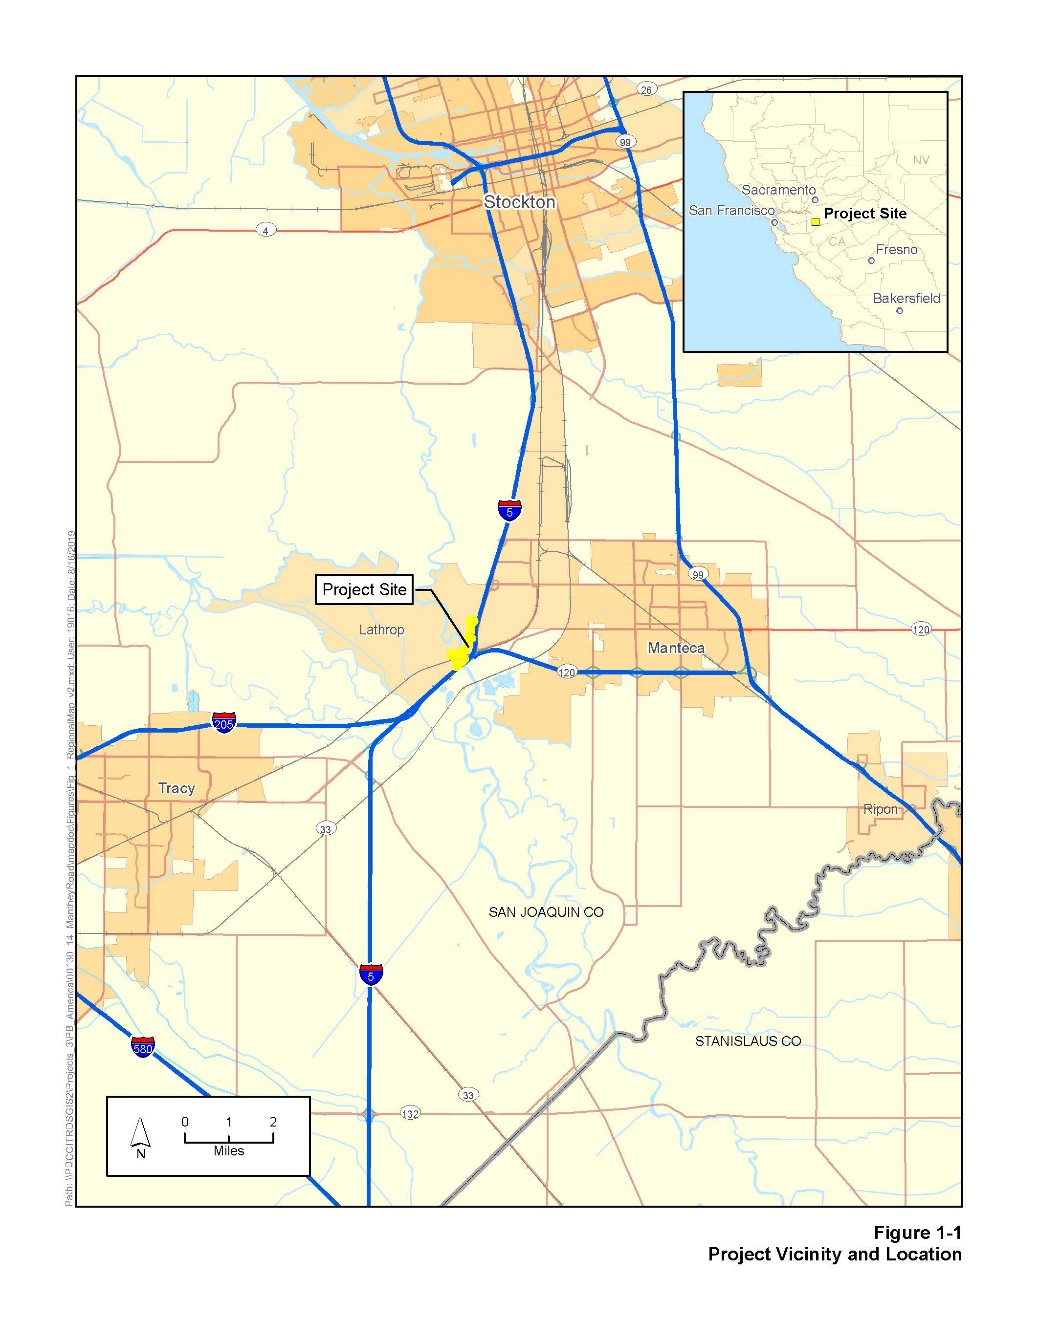 26
99
NV
Sacramento
Stockton
San Francisco
Project Site
4
CA
Fresno
Bakersfield
5
99
Project Site
Lathrop
120
Manteca
120
205
Tracy
Ripon
33
SAN JOAQUIN CO
5
STANISLAUS CO
580
33
132
0 1 2
Miles
N
Figure 1-1
Project Vicinity and Location